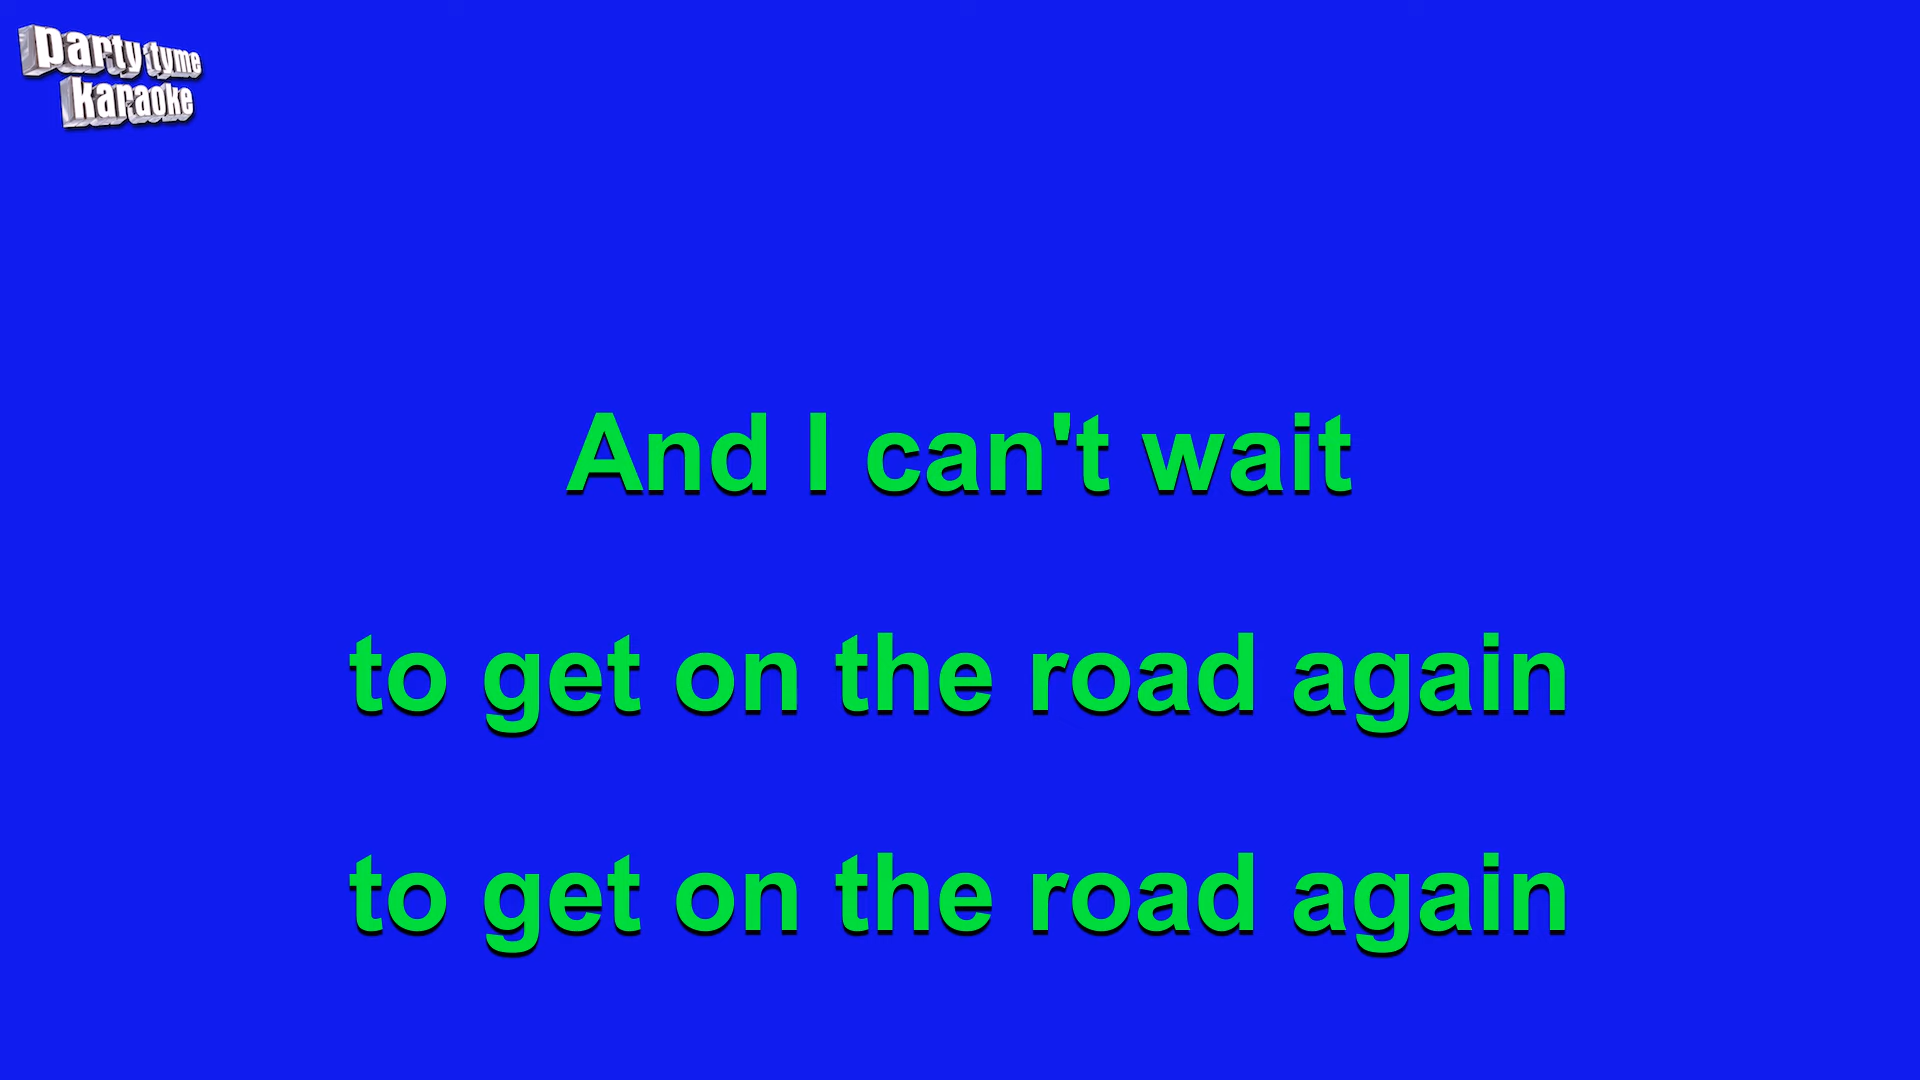 party tyme
karaoke
And I can't wait
to get on the road again
to get on the road again